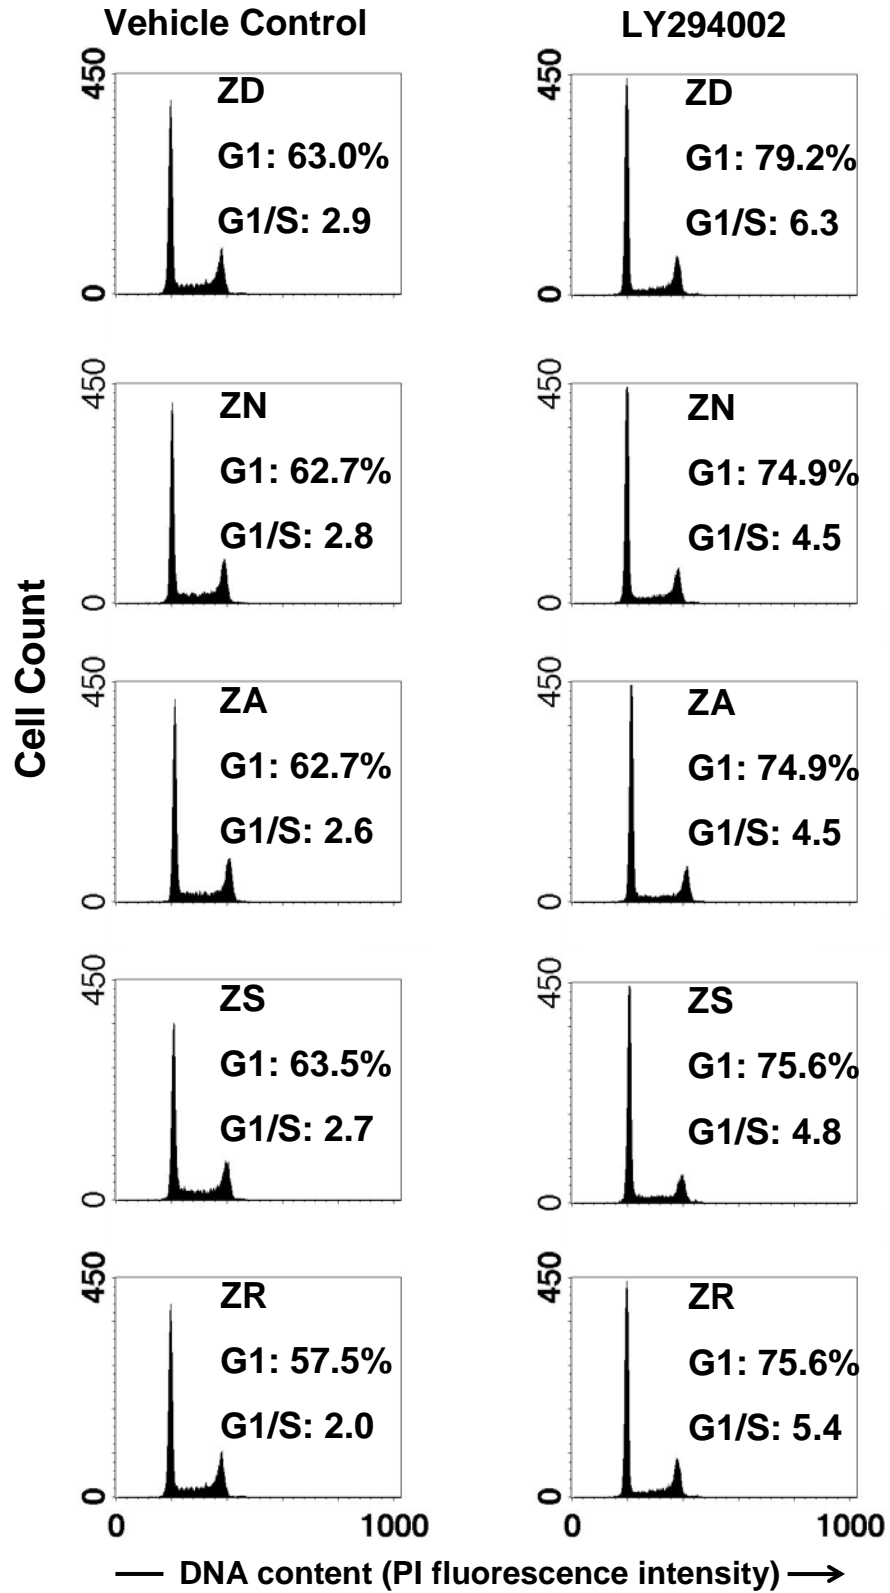 Vehicle Control
LY294002
450
ZD
G1: 63.0%
G1/S: 2.9
0
450
ZD
G1: 79.2%
G1/S: 6.3
0
450
ZN
G1: 62.7%
G1/S: 2.8
0
450
ZN
G1: 74.9%
G1/S: 4.5
0
Cell Count
450
ZA
G1: 62.7%
G1/S: 2.6
0
450
ZA
G1: 74.9%
G1/S: 4.5
0
450
ZS
G1: 63.5%
G1/S: 2.7
0
450
ZS
G1: 75.6%
G1/S: 4.8
0
450
ZR
G1: 57.5%
G1/S: 2.0
0
0 1000
450
ZR
G1: 75.6%
G1/S: 5.4
0
0 1000
DNA content (PI fluorescence intensity)